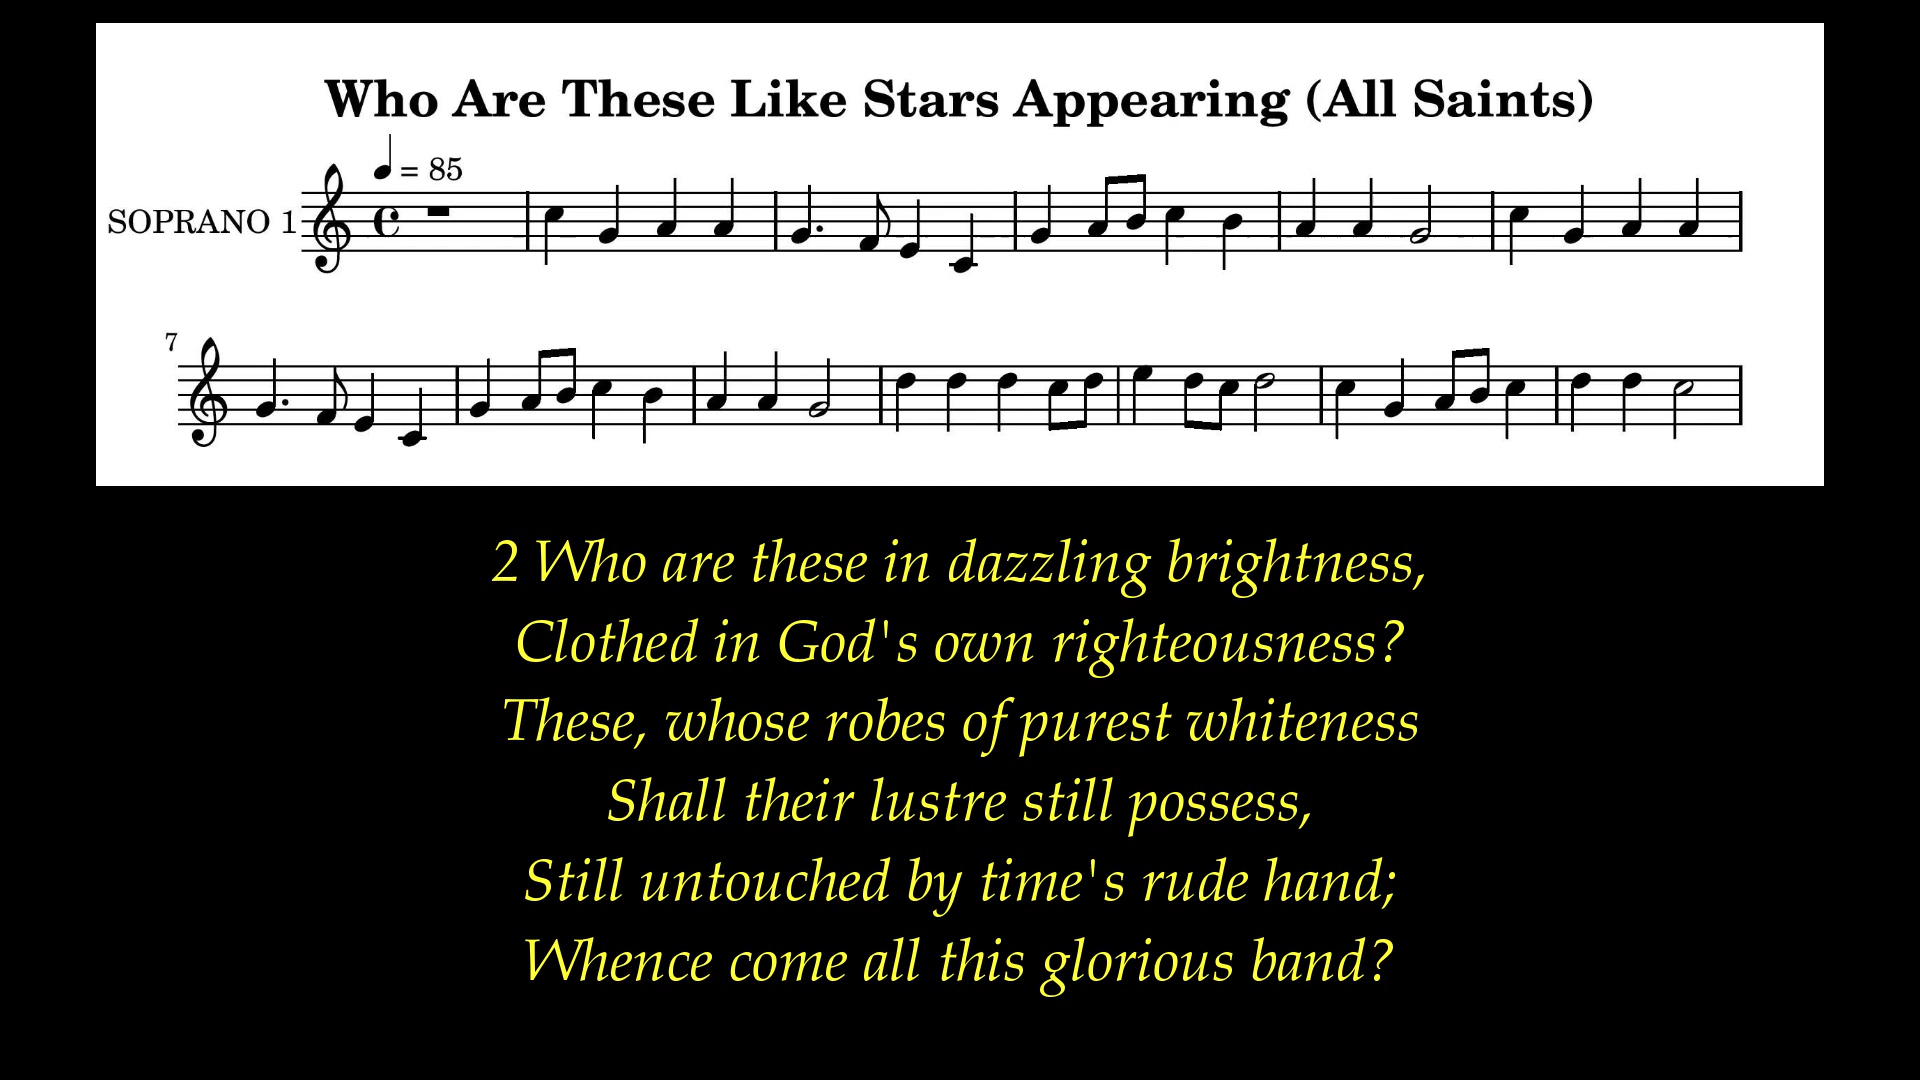 Who Are These Like Stars Appearing (All Saints)
= 85
SOPRANO 1
7
2 Who are these in dazzling brightness,
Clothed in God's own righteousness?
These, whose robes of purest whiteness
Shall their lustre still possess,
Still untouched by time's rude hand;
Whence come all this glorious band?